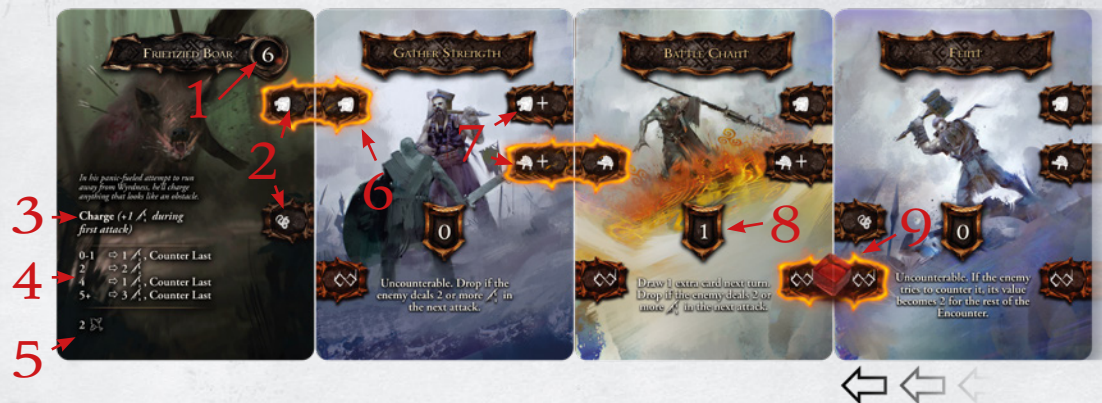 FRIENZIED BOAR
6
In his panic-fueled attempt to run
away from Wyrdness, he'll charge
anything that looks like an obstacle.
Charge (+1 during
first attack)
0-1 ⇨ 1 , Counter Last
2 ⇨ 2
4 ⇨ 1 , Counter Last
5+ ⇨ 3 , Counter Last
2
GATHER STRENGTH
+
+
0
Uncounterable. Drop if the
enemy deals 2 or more in
the next attack.
BATTLE CHANT
+
1
Draw 1 extra card next turn.
Drop if the enemy deals 2 or
more in the next attack.
FEINT
0
Uncounterable. If the enemy
tries to counter it, its value
becomes 2 for the rest of the
Encounter.
1
2
3
4
5
6
7
8
9